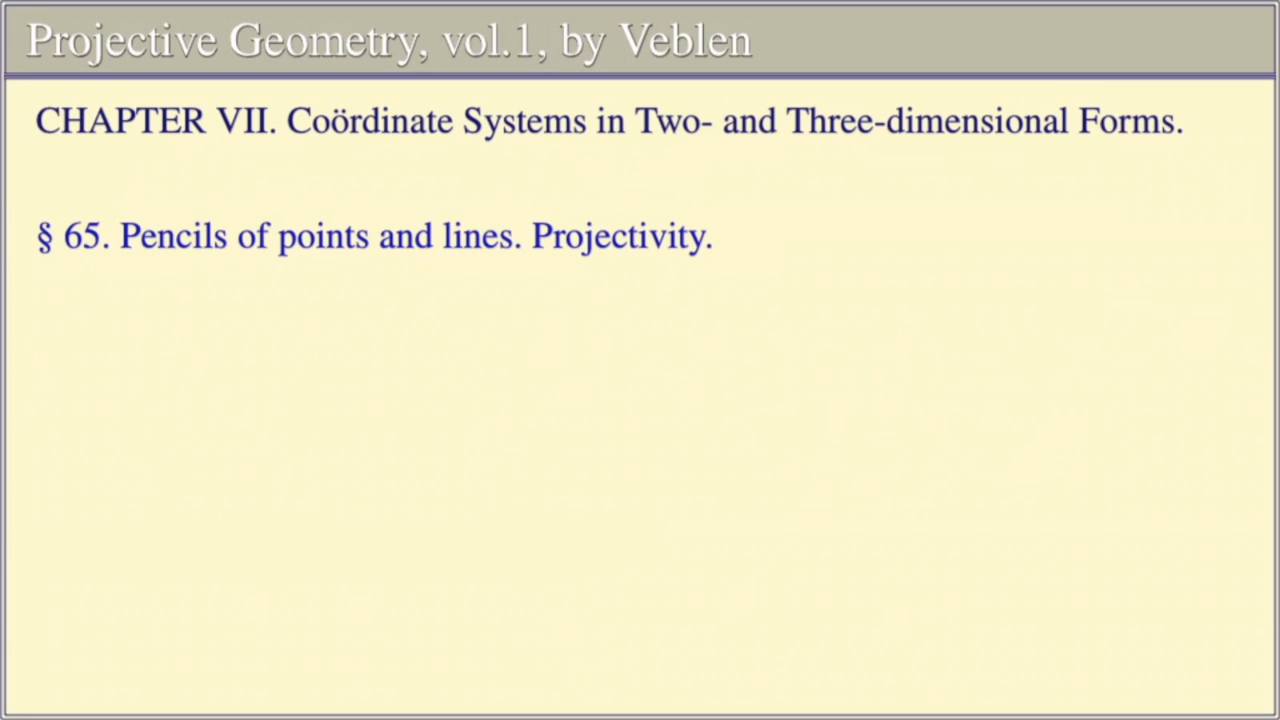 Projective Geometry, vol.1, by Veblen
CHAPTER VII. Coördinate Systems in Two- and Three-dimensional Forms.
§ 65. Pencils of points and lines. Projectivity.